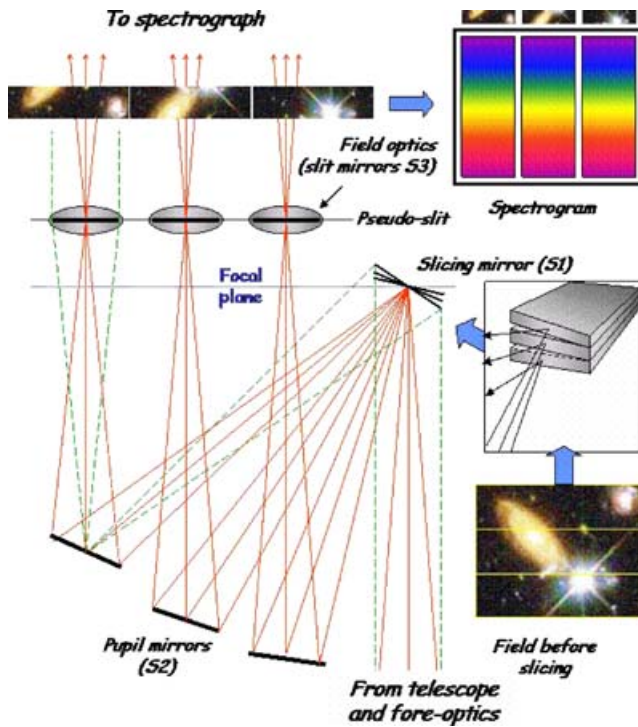 To spectrograph
Field optics
(slit mirrors S3)
Pseudo-slit
Spectrogram
Slicing mirror (S1)
Focal
plane
Pupil mirrors
(S2)
Field before
slicing
From telescope
and fore-optics